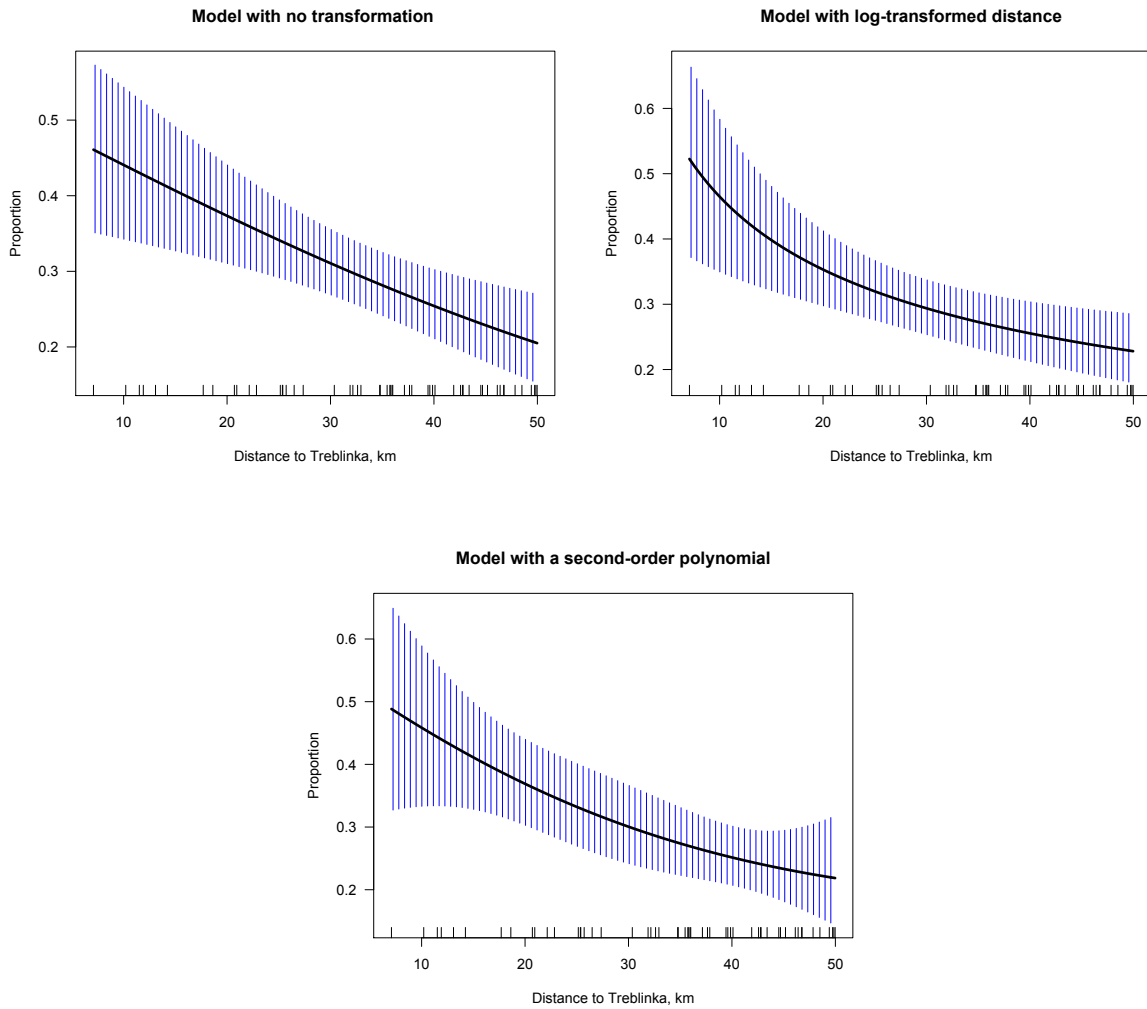 Model with no transformation
Proportion
0.5
0.4
0.3
0.2
10 20 30 40 50
Distance to Treblinka, km
Model with log-transformed distance
Proportion
0.6
0.5
0.4
0.3
0.2
10 20 30 40 50
Distance to Treblinka, km
Model with a second-order polynomial
Proportion
0.6
0.5
0.4
0.3
0.2
10 20 30 40 50
Distance to Treblinka, km